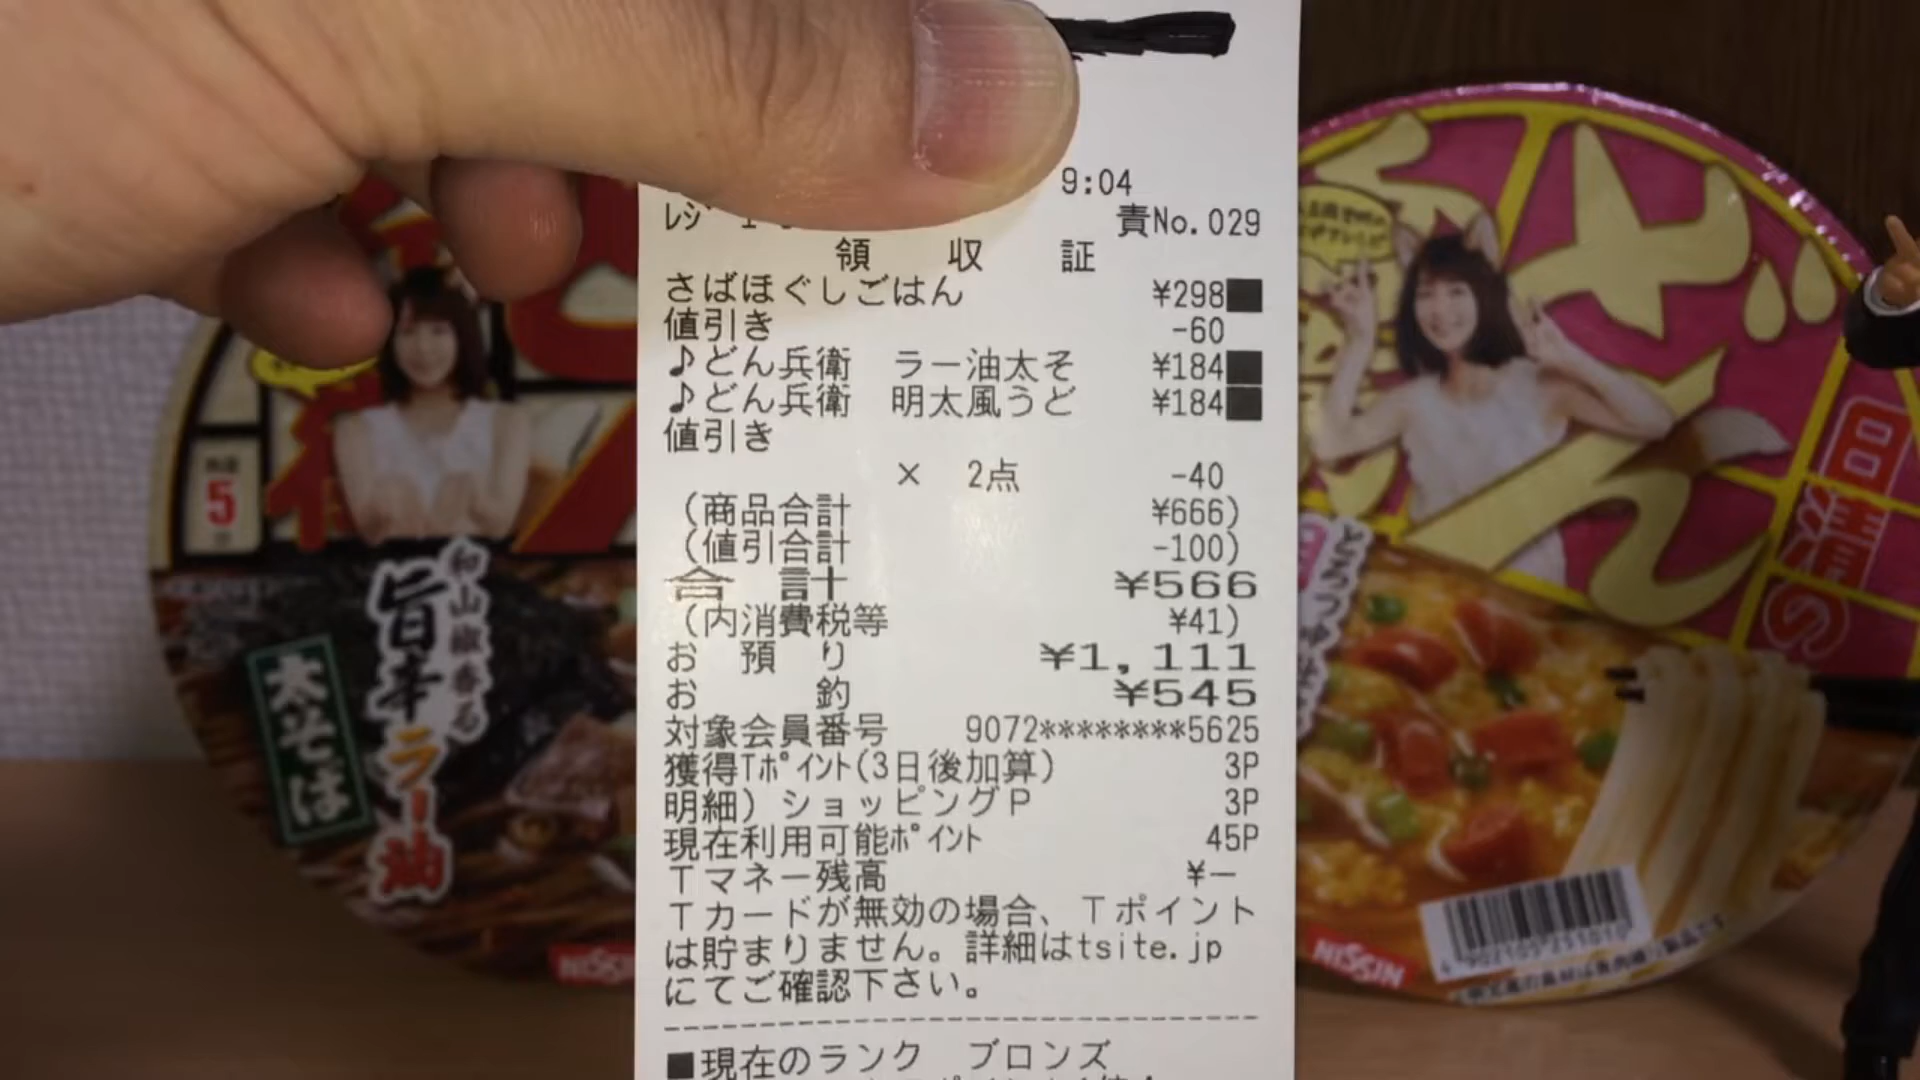 9:04
責No.029
領 収 証
さばほぐしごはん ¥298■
値引き -60
♪どん兵衛 ラー油太そ ¥184■
♪どん兵衛 明太風うど ¥184■
値引き
× 2点 -40
(商品合計 ¥666)
(値引合計 -100)
合 計 ¥566
(内消費税等 ¥41)
お 預 り ¥1,111
お 釣 ¥545
対象会員番号 9072********5625
獲得Tポイント(3日後加算) 3P
明細) ショッピングP 3P
現在利用可能ポイント 45P
Tマネー残高 ¥ー
Tカードが無効の場合、Tポイント
は貯まりません。詳細はtsite.jp
にてご確認下さい。
■現在のランク ブロンズ
5
和山椒香る
旨辛ラー油
太そば
NISSIN
日清の
NISSIN